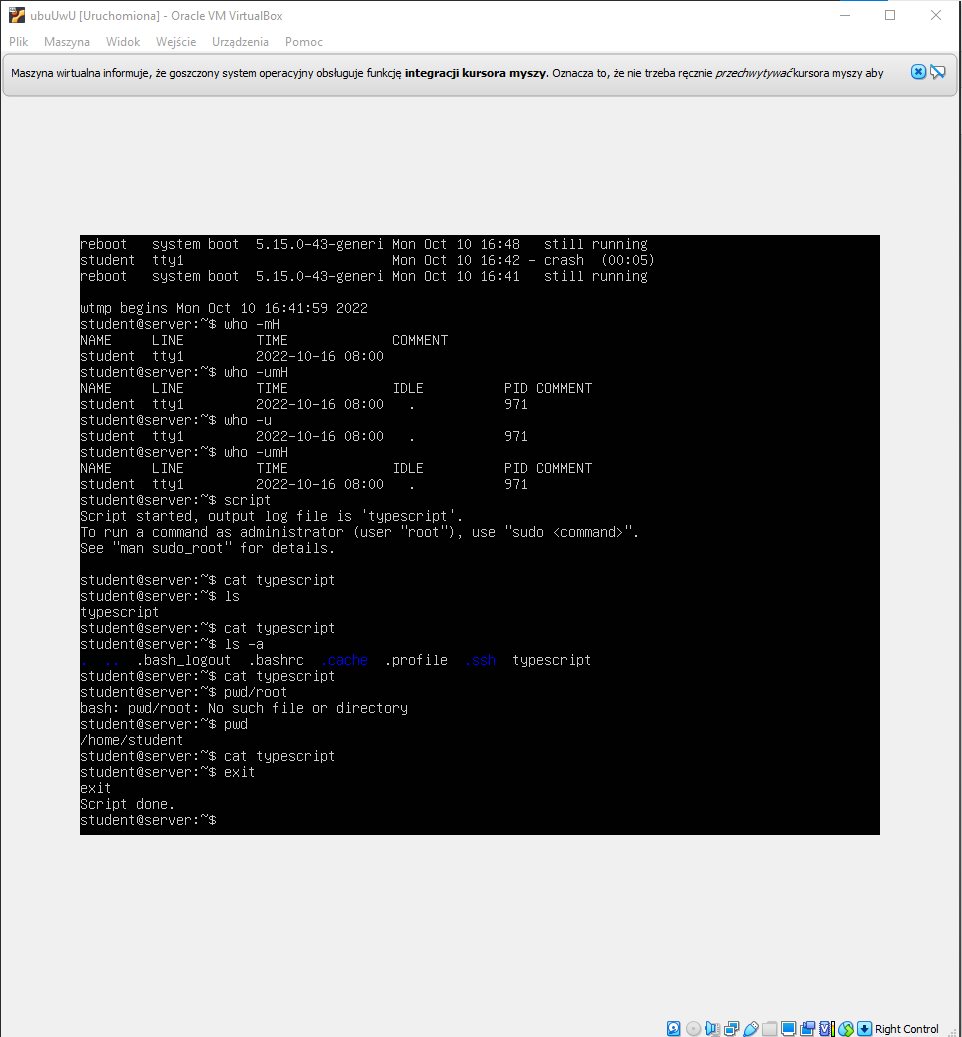 ubuUwU [Uruchomiona] - Oracle VM VirtualBox
Plik Maszyna Widok Wejście Urządzenia Pomoc
Maszyna wirtualna informuje, że goszczony system operacyjny obsługuje funkcję integracji kursora myszy. Oznacza to, że nie trzeba ręcznie przechwytywać kursora myszy aby
reboot   system boot  5.15.0-43-generi Mon Oct 10 16:48   still running
student  tty1                          Mon Oct 10 16:42 - crash  (00:05)
reboot   system boot  5.15.0-43-generi Mon Oct 10 16:41   still running
wtmp begins Mon Oct 10 16:41:59 2022
student@server:~$ who -mH
NAME     LINE         TIME             COMMENT
student  tty1         2022-10-16 08:00
student@server:~$ who -umH
NAME     LINE         TIME             IDLE          PID COMMENT
student  tty1         2022-10-16 08:00   .           971
student@server:~$ who -u
student  tty1         2022-10-16 08:00   .           971
student@server:~$ who -umH
NAME     LINE         TIME             IDLE          PID COMMENT
student  tty1         2022-10-16 08:00   .           971
student@server:~$ script
Script started, output log file is 'typescript'.
To run a command as administrator (user "root"), use "sudo <command>".
See "man sudo_root" for details.
student@server:~$ cat typescript
student@server:~$ ls
typescript
student@server:~$ cat typescript
student@server:~$ ls -a
.  ..  .bash_logout  .bashrc  .cache  .profile  .ssh  typescript
student@server:~$ cat typescript
student@server:~$ pwd/root
bash: pwd/root: No such file or directory
student@server:~$ pwd
/home/student
student@server:~$ cat typescript
student@server:~$ exit
exit
Script done.
student@server:~$
Right Control